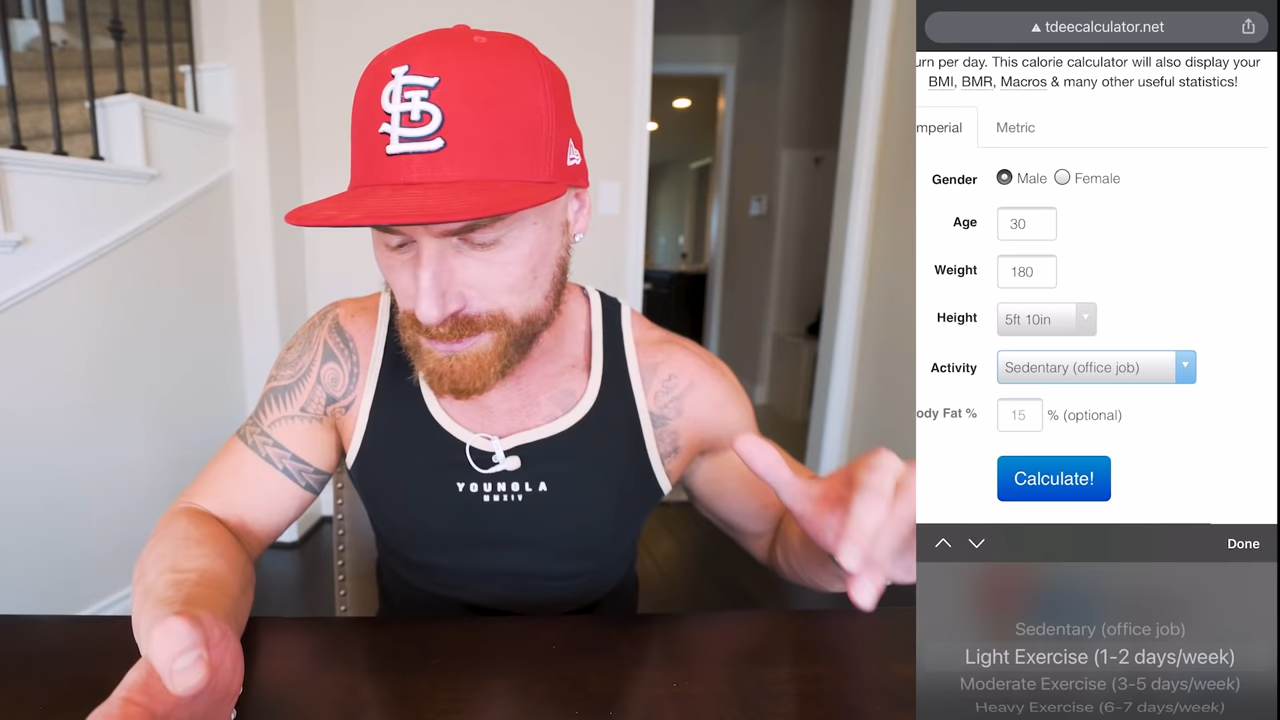 STL
YOUNGLA
MMXIV
tdeecalculator.net
urn per day. This calorie calculator will also display your
BMI, BMR, Macros & many other useful statistics!
mperial
Metric
Gender Male Female
Age 30
Weight 180
Height 5ft 10in
Activity Sedentary (office job)
ody Fat % 15 % (optional)
Calculate!
Done
Sedentary (office job)
Light Exercise (1-2 days/week)
Moderate Exercise (3-5 days/week)
Heavy Exercise (6-7 days/week)